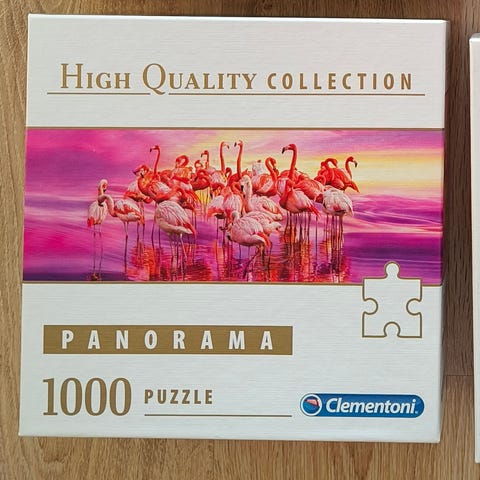 HIGH QUALITY COLLECTION
PANORAMA
1000 PUZZLE
Clementoni